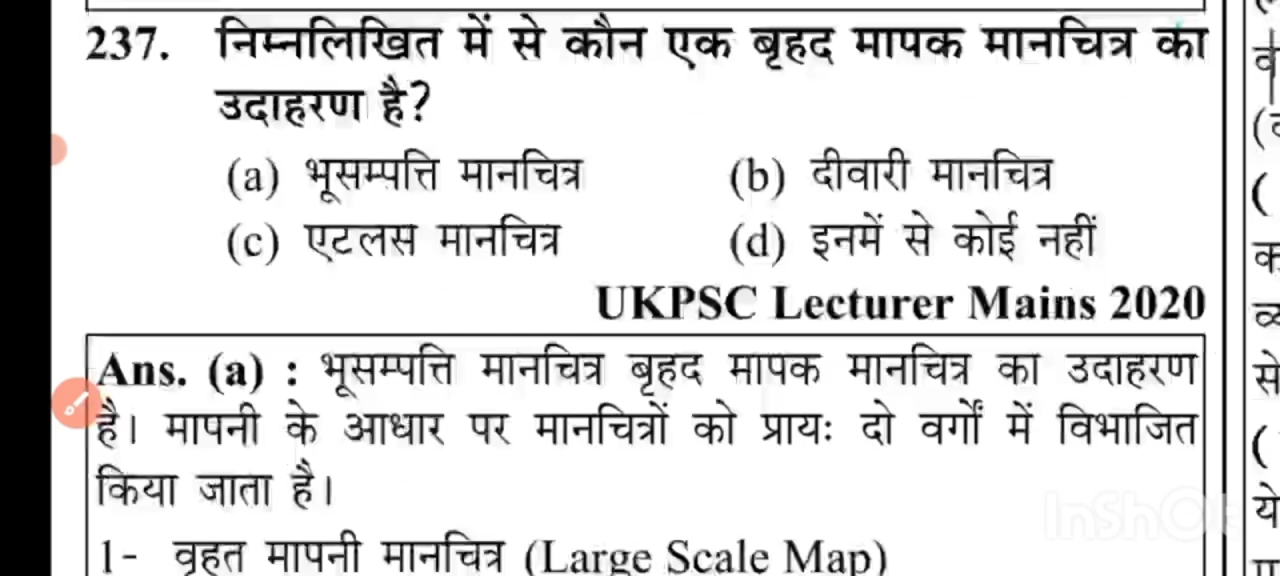 237. निम्नलिखित में से कौन एक बृहद मापक मानचित्र का
उदाहरण है?
(a) भूसम्पत्ति मानचित्र (b) दीवारी मानचित्र
(c) एटलस मानचित्र (d) इनमें से कोई नहीं
UKPSC Lecturer Mains 2020
Ans. (a) : भूसम्पत्ति मानचित्र बृहद मापक मानचित्र का उदाहरण
है। मापनी के आधार पर मानचित्रों को प्रायः दो वर्गों में विभाजित
किया जाता है।
1- वृहत मापनी मानचित्र (Large Scale Map)
InShOt